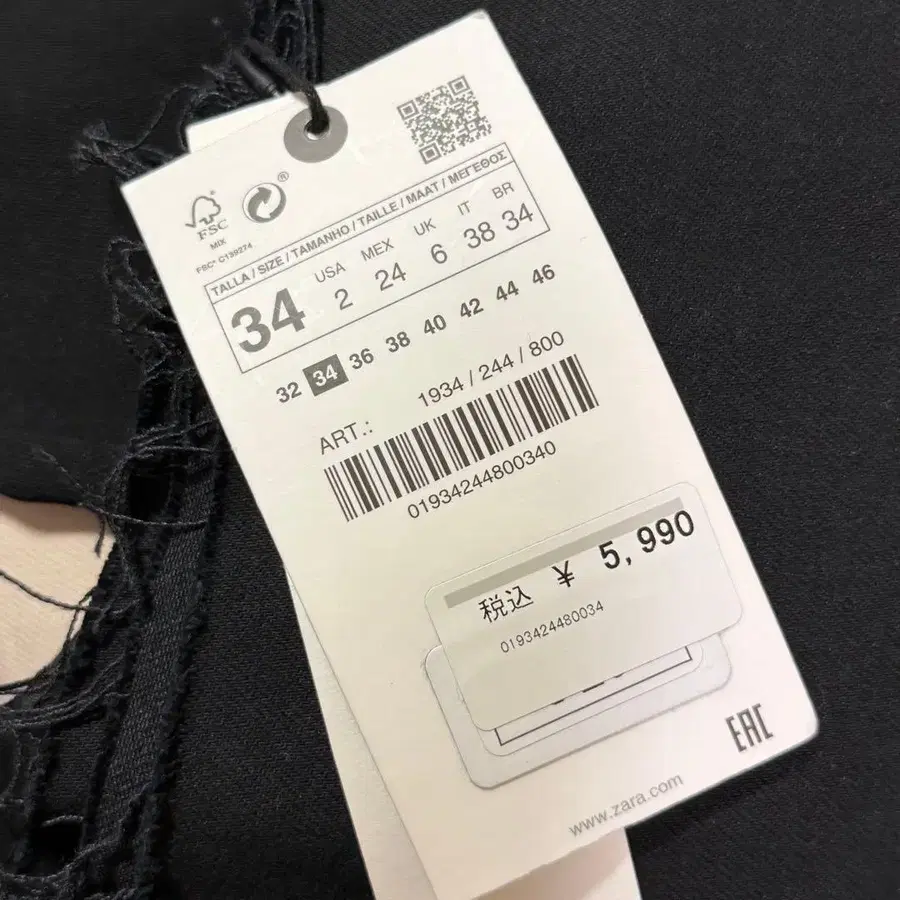 FSC
MIX
FSC® C139274
®
TALLA / SIZE / TAMANHO / TAILLE / MAAT / ΜΕΓΕΘΟΣ
USA MEX UK IT BR
34 2 24 6 38 34
32 34 36 38 40 42 44 46
ART.: 1934 / 244 / 800
01934244800340
税込 ¥ 5,990
0193424480034
EAC
www.zara.com